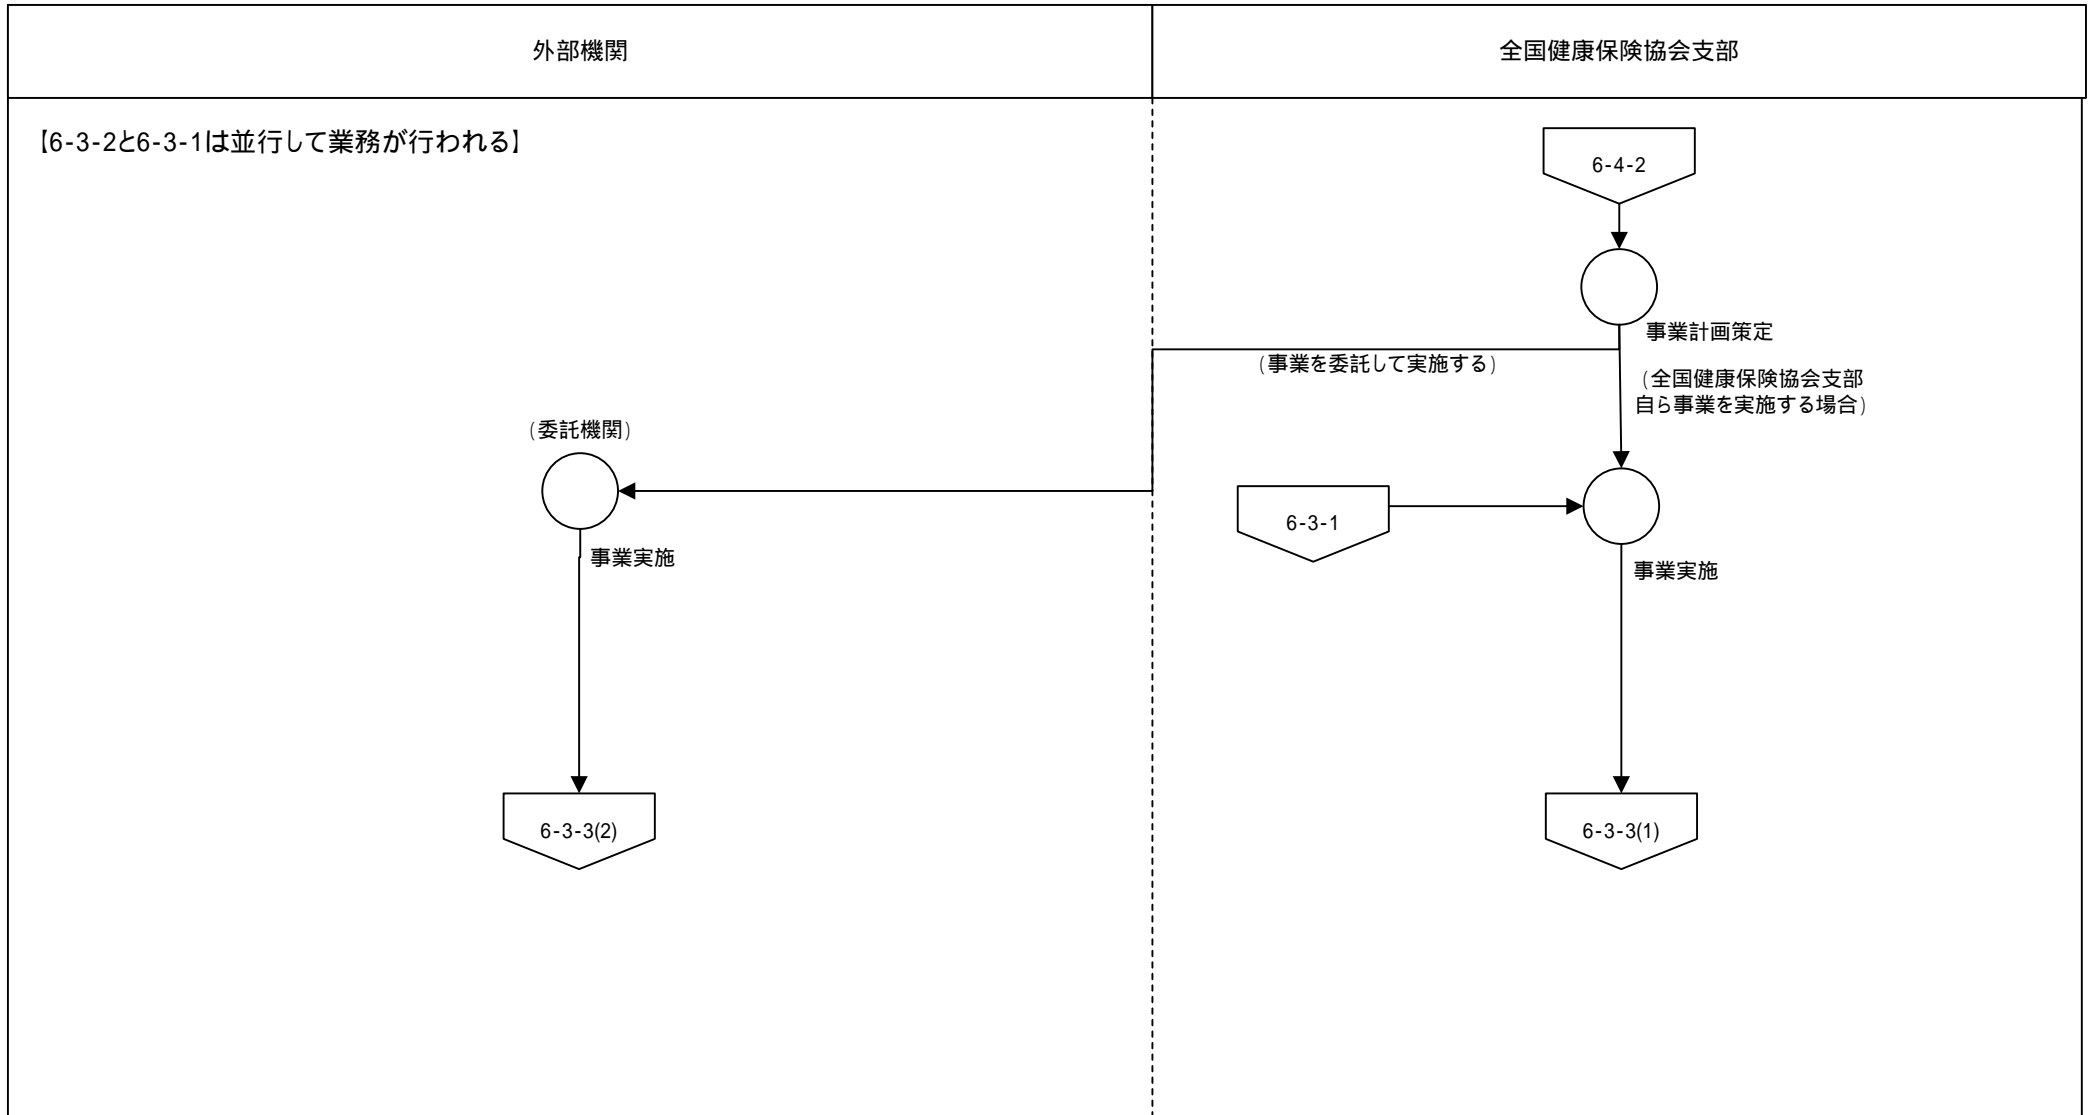 外部機関
全国健康保険協会支部
【6-3-2と6-3-1は並行して業務が行われる】
6-4-2
事業計画策定
(事業を委託して実施する)
(全国健康保険協会支部
自ら事業を実施する場合)
(委託機関)
6-3-1
事業実施
事業実施
6-3-3(2)
6-3-3(1)